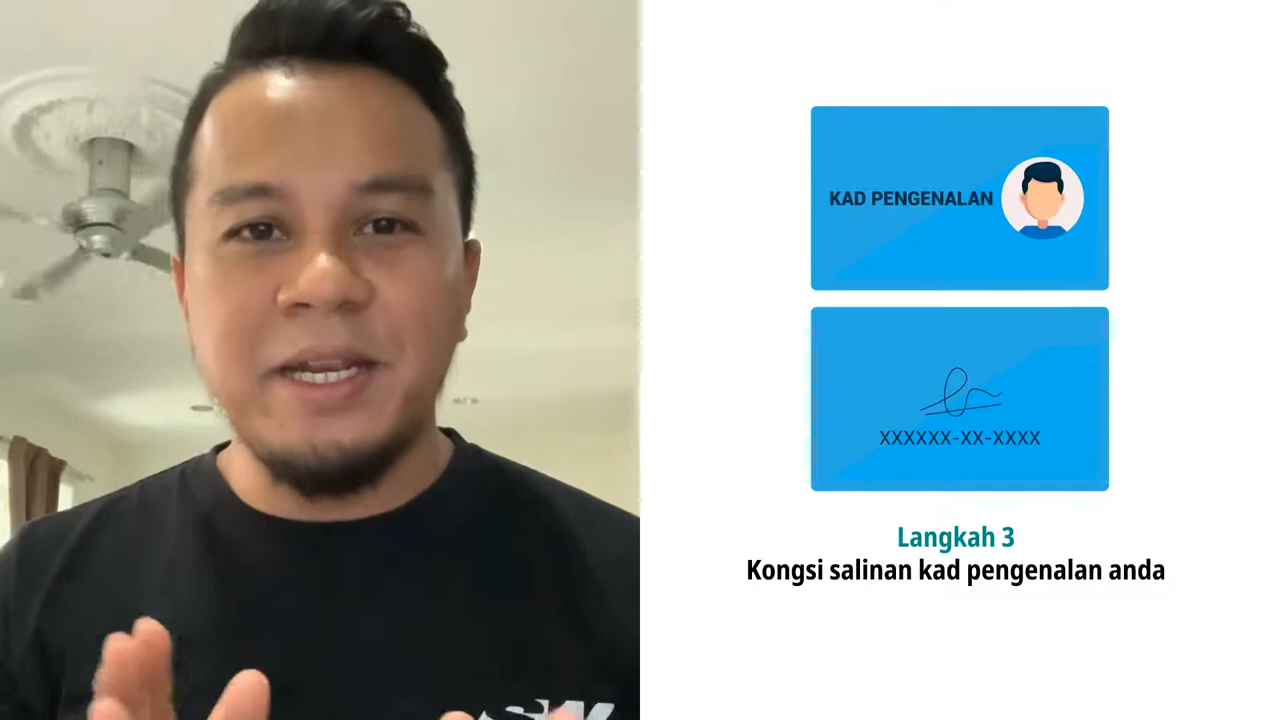 KAD PENGENALAN
XXXXXX-XX-XXXX
Langkah 3
Kongsi salinan kad pengenalan anda